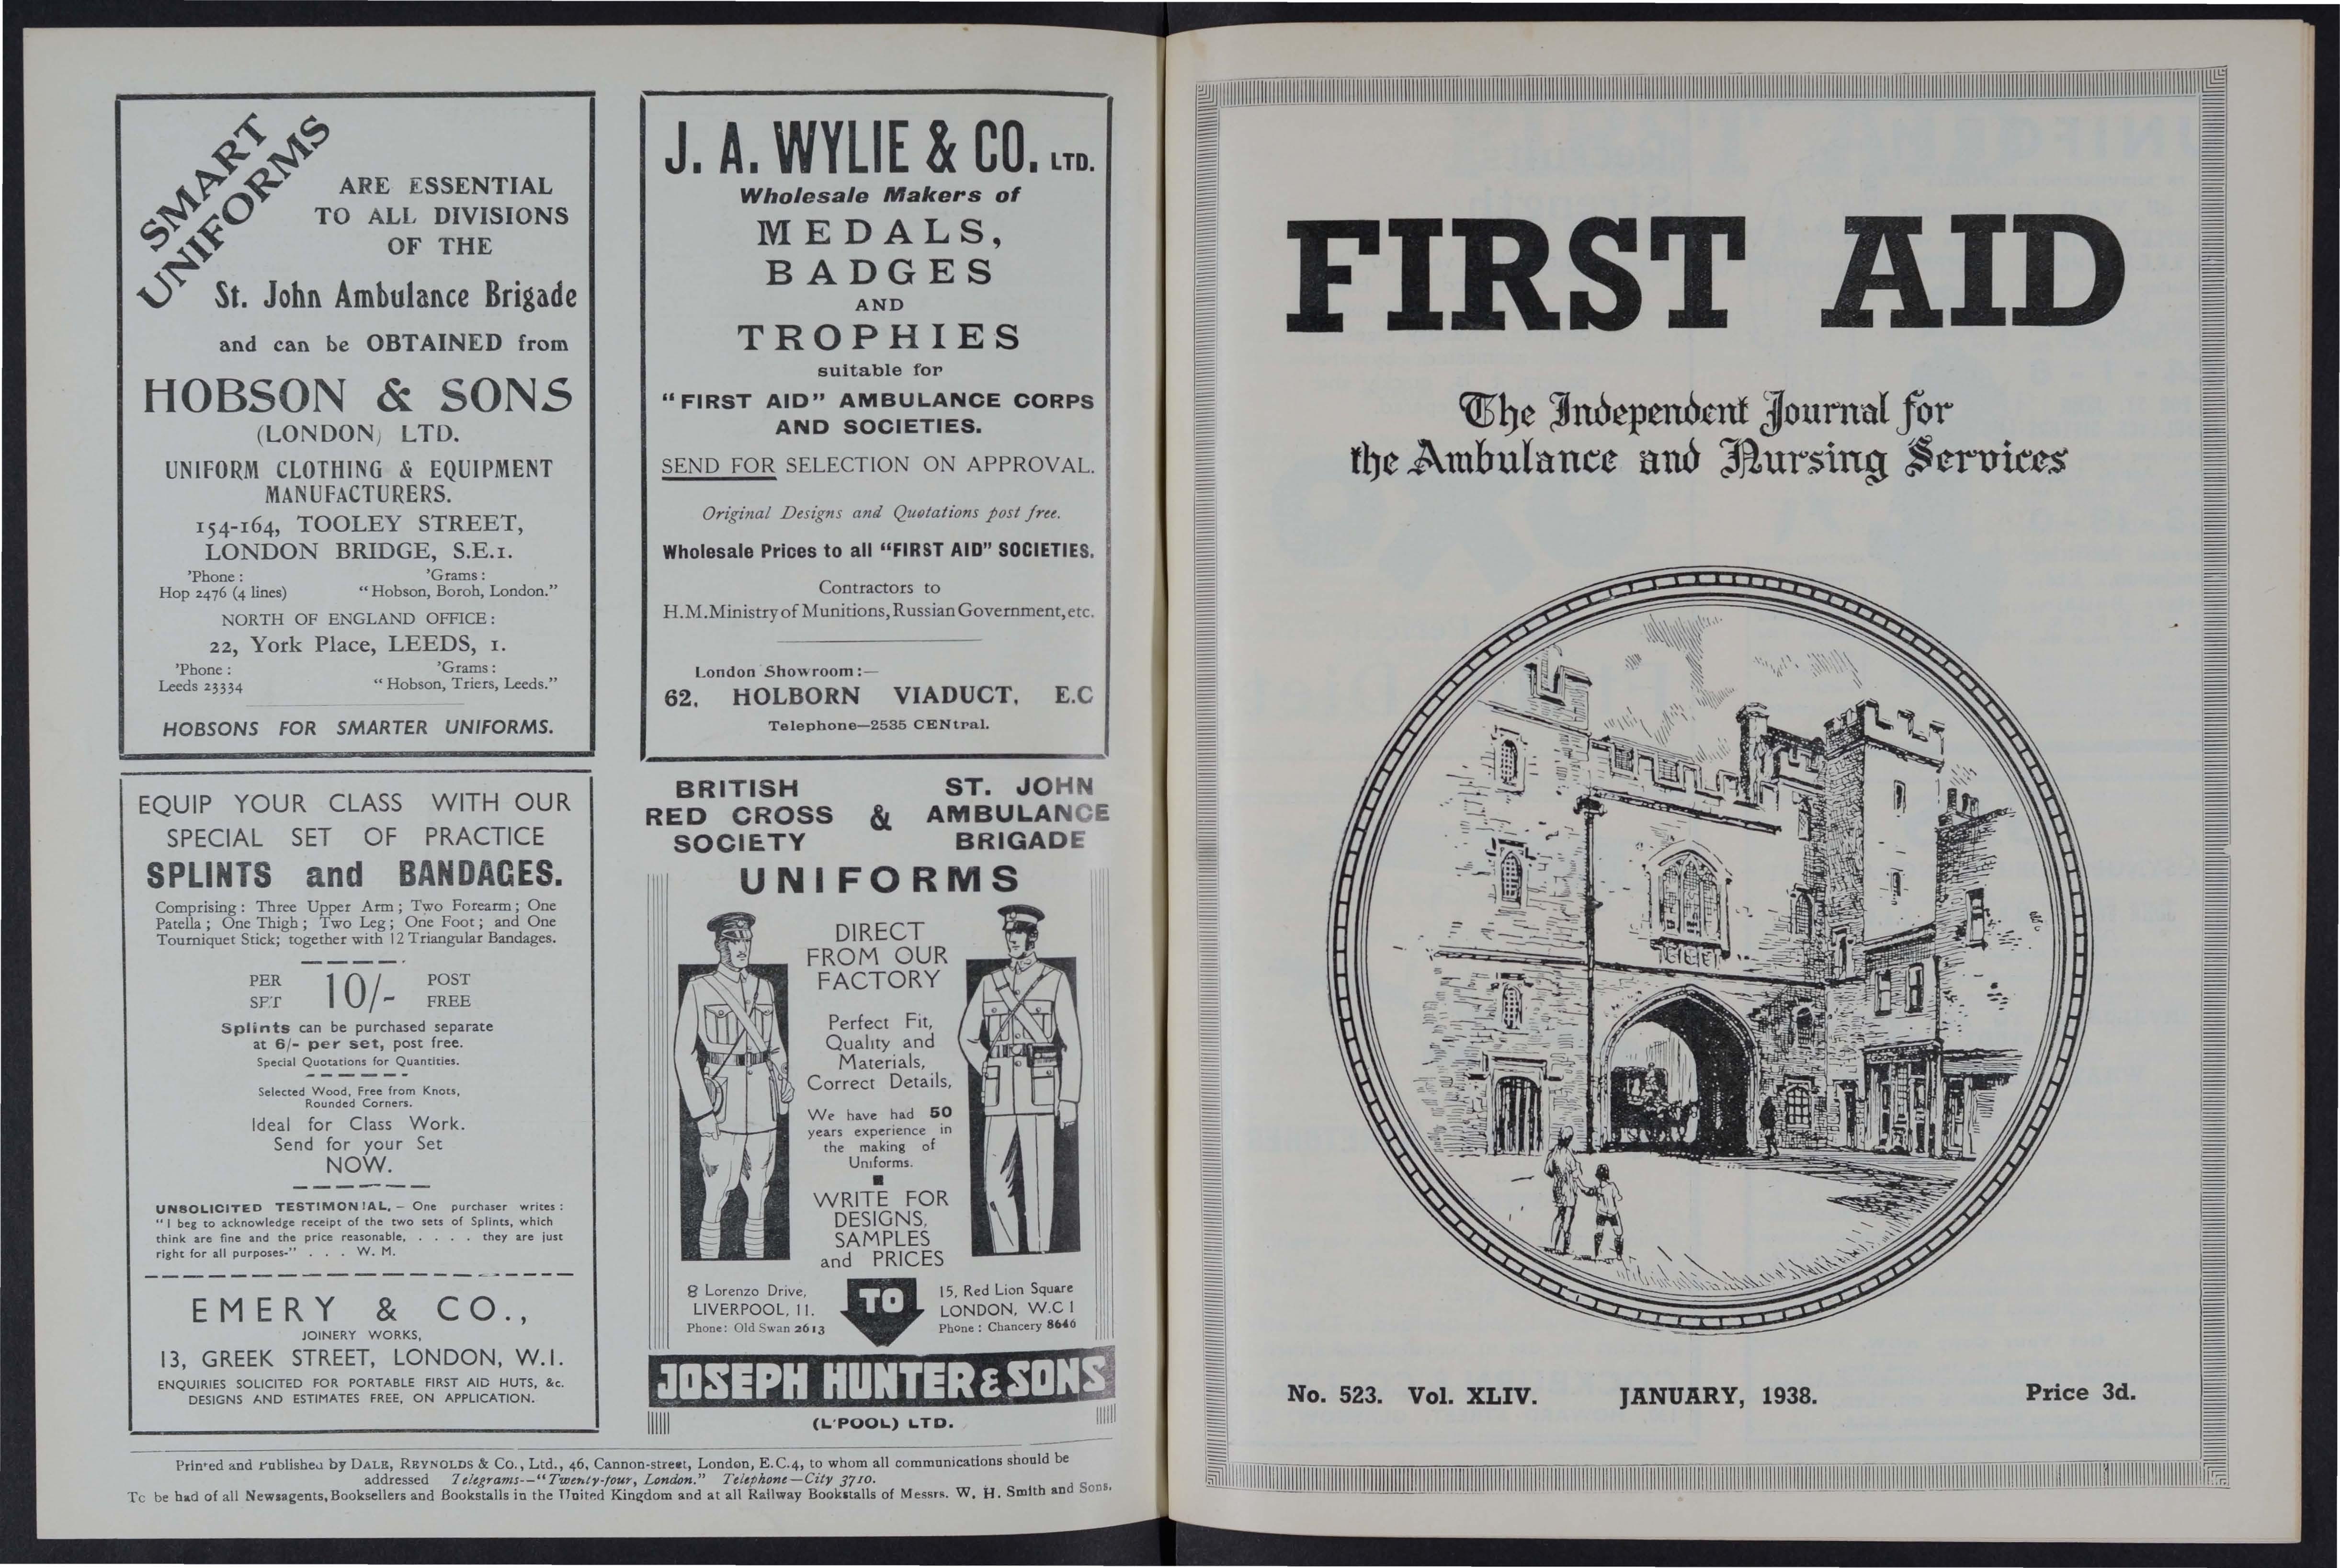 SMART
UNIFORMS
ARE ESSENTIAL
TO ALL DIVISIONS
OF THE
St. John Ambulance Brigade
and can be OBTAINED from
HOBSON & SONS
(LONDON) LTD.
UNIFORM CLOTHING & EQUIPMENT
MANUFACTURERS.
154-164, TOOLEY STREET,
LONDON BRIDGE, S.E.1.
'Phone : 'Grams :
Hop 2476 (4 lines) "Hobson, Boroh, London."
NORTH OF ENGLAND OFFICE :
22, York Place, LEEDS, 1.
'Phone : 'Grams :
Leeds 23334 "Hobson, Triers, Leeds."
HOBSONS FOR SMARTER UNIFORMS.
EQUIP YOUR CLASS WITH OUR
SPECIAL SET OF PRACTICE
SPLINTS and BANDAGES.
Comprising : Three Upper Arm ; Two Forearm ; One
Patella ; One Thigh ; Two Leg ; One Foot ; and One
Tourniquet Stick; together with 12 Triangular Bandages.
PER SET 10/- POST FREE
Splints can be purchased separate
at 6/- per set, post free.
Special Quotations for Quantities.
Selected Wood, Free from Knots,
Rounded Corners.
Ideal for Class Work.
Send for your Set
NOW.
UNSOLICITED TESTIMONIAL. – One purchaser writes :
"I beg to acknowledge receipt of the two sets of Splints, which
think are fine and the price reasonable, . . . . they are just
right for all purposes-" . . . W. M.
EMERY & CO.,
JOINERY WORKS,
13, GREEK STREET, LONDON, W.I.
ENQUIRIES SOLICITED FOR PORTABLE FIRST AID HUTS, &c.
DESIGNS AND ESTIMATES FREE, ON APPLICATION.
J. A. WYLIE & CO. LTD.
Wholesale Makers of
MEDALS,
BADGES
AND
TROPHIES
suitable for
"FIRST AID" AMBULANCE CORPS
AND SOCIETIES.
SEND FOR SELECTION ON APPROVAL.
Original Designs and Quotations post free.
Wholesale Prices to all "FIRST AID" SOCIETIES.
Contractors to
H.M. Ministry of Munitions, Russian Government, etc.
London Showroom :—
62, HOLBORN VIADUCT, E.C
Telephone—2535 CENtral.
BRITISH ST. JOHN
RED CROSS & AMBULANCE
SOCIETY BRIGADE
UNIFORMS
DIRECT
FROM OUR
FACTORY
Perfect Fit,
Quality and
Materials,
Correct Details,
We have had 50
years experience in
the making of
Uniforms.
WRITE FOR
DESIGNS,
SAMPLES
and PRICES
TO
8 Lorenzo Drive,
LIVERPOOL, 11.
Phone: Old Swan 2613
15, Red Lion Square
LONDON, W.C 1
Phone : Chancery 8646
JOSEPH HUNTER & SONS
(L'POOL) LTD.
Printed and Published by DALE, REYNOLDS & Co., Ltd., 46, Cannon-street, London, E.C.4, to whom all communications should be
addressed Telegrams--"Twenty-four, London." Telephone—City 3710.
To be had of all Newsagents, Booksellers and Bookstalls in the United Kingdom and at all Railway Bookstalls of Messrs. W. H. Smith and Sons.
FIRST AID
The Independent Journal for
the Ambulance and Nursing Services
No. 523. Vol. XLIV. JANUARY, 1938. Price 3d.